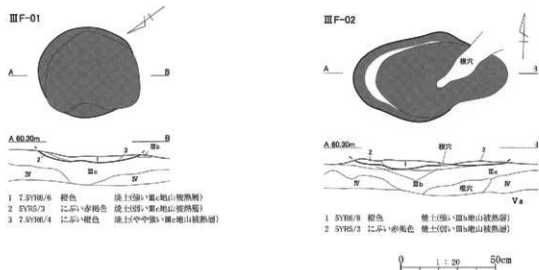 ⅢF-01
A
B
A 60.30m
B
Ⅲb
2
1
3
Ⅳ
Ⅲc
Ⅳ
1 7.5YR6/6 橙色 焼土(強いⅢc地山被熱層)
2 5YR5/3 にぶい赤褐色 焼土(弱いⅢc地山被熱層)
3 7.5YR6/4 にぶい橙色 焼土(やや強いⅢc地山被熱層)
ⅢF-02
根穴
A
B
A 60.30m
根穴
B
2
1
2
Ⅲb
Ⅲc
Ⅳ
根穴
Ⅳ
Ⅴa
1 5YR6/8 橙色 焼土(強いⅢb地山被熱層)
2 5YR5/3 にぶい赤褐色 焼土(弱いⅢb地山被熱層)
0 1:20 50cm